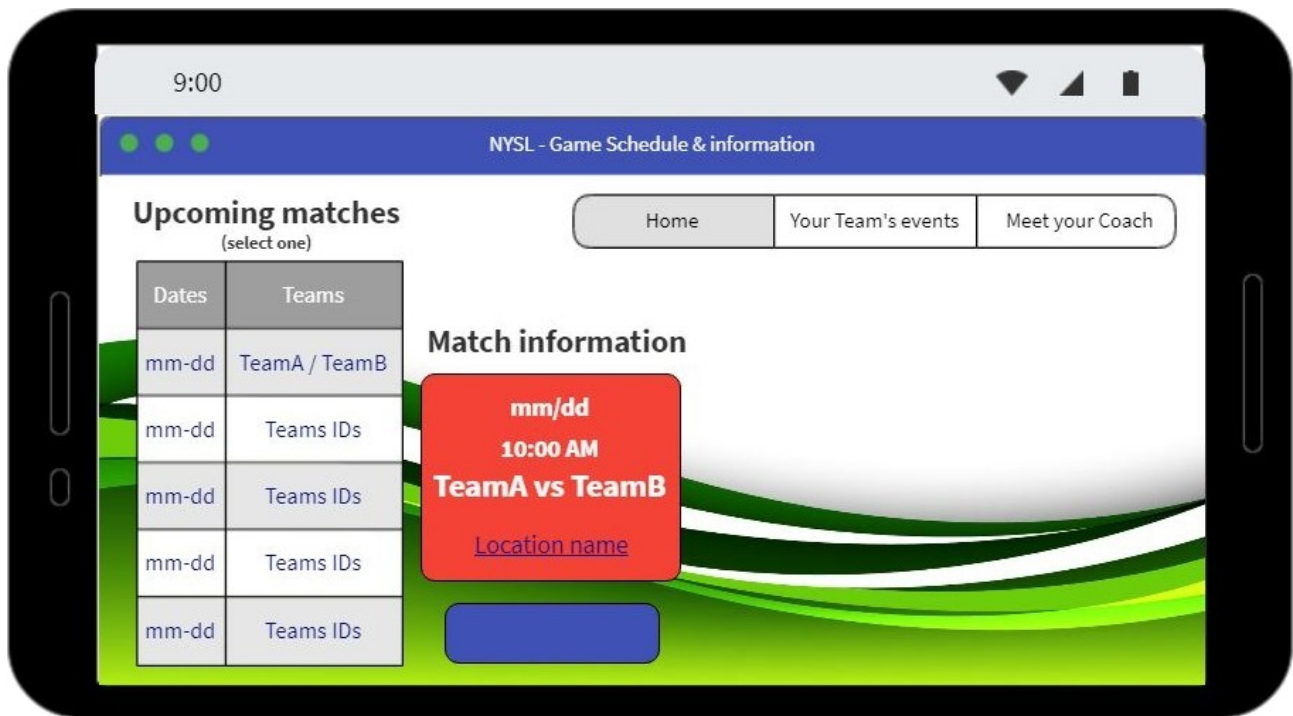 9:00
NYSL - Game Schedule & information
Upcoming matches
(select one)
Home
Your Team's events
Meet your Coach
Dates
Teams
mm-dd
TeamA / TeamB
mm-dd
Teams IDs
mm-dd
Teams IDs
mm-dd
Teams IDs
mm-dd
Teams IDs
Match information
mm/dd
10:00 AM
TeamA vs TeamB
Location name